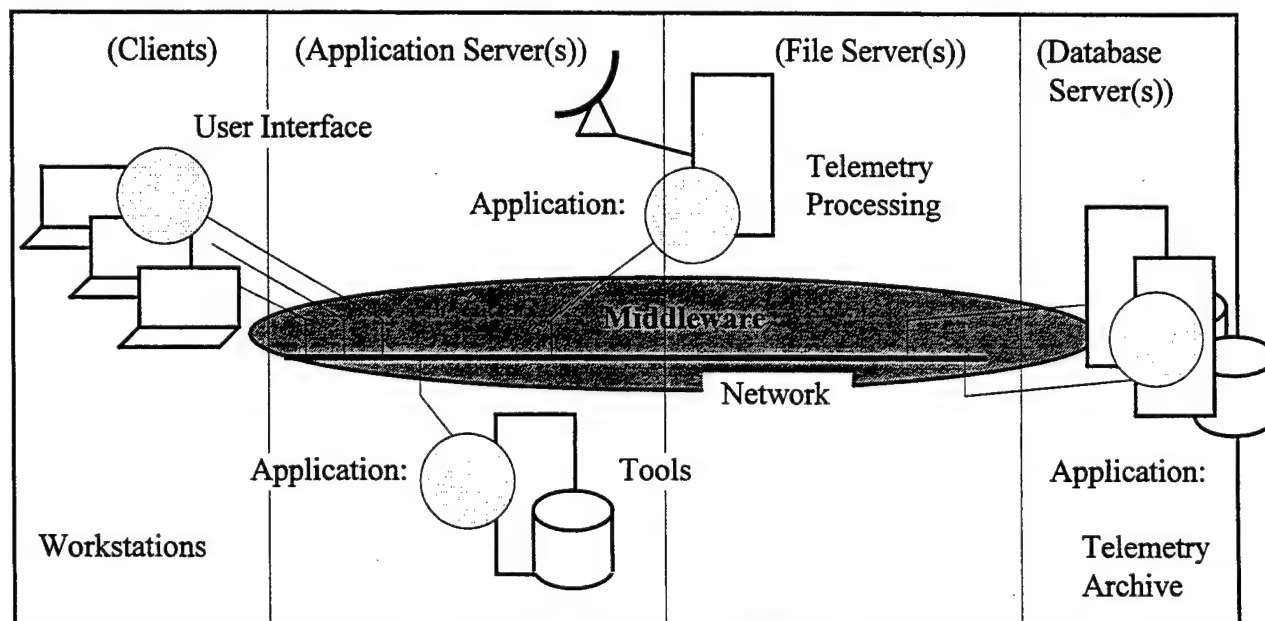 (Clients)
(Application Server(s))
(File Server(s))
(Database
Server(s))
User Interface
Application:
Telemetry
Processing
Middleware
Network
Application:
Tools
Application:
Workstations
Telemetry
Archive